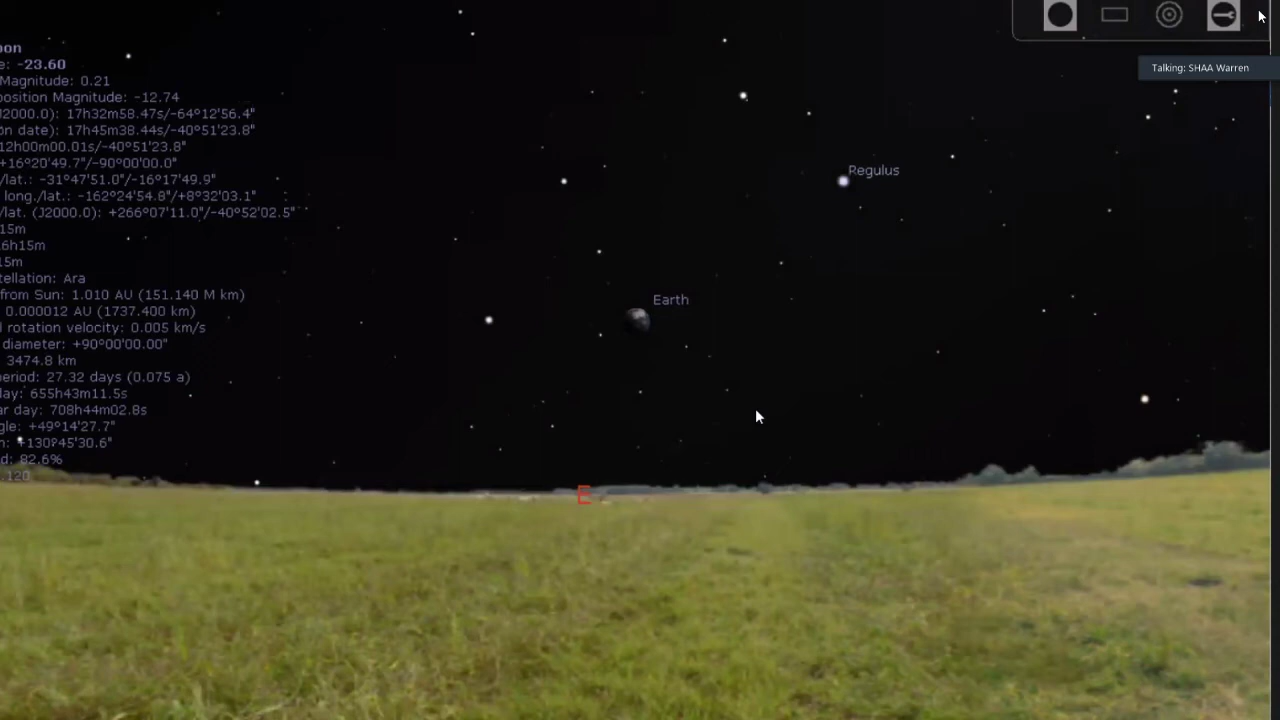 oon
e: -23.60
Magnitude: 0.21
position Magnitude: -12.74
J2000.0): 17h32m58.47s/-64°12'56.4"
on date): 17h45m38.44s/-40°51'23.8"
12h00m00.01s/-40°51'23.8"
+16°20'49.7"/-90°00'00.0"
/lat.: -31°47'51.0"/-16°17'49.9"
long./lat.: -162°24'54.8"/+8°32'03.1"
/lat. (J2000.0): +266°07'11.0"/-40°52'02.5"
15m
6h15m
15m
tellation: Ara
from Sun: 1.010 AU (151.140 M km)
0.000012 AU (1737.400 km)
l rotation velocity: 0.005 km/s
diameter: +90°00'00.00"
3474.8 km
period: 27.32 days (0.075 a)
day: 655h43m11.5s
ar day: 708h44m02.8s
gle: +49°14'27.7"
n: +130°45'30.6"
d: 82.6%
.120
Talking: SHAA Warren
Regulus
Earth
E